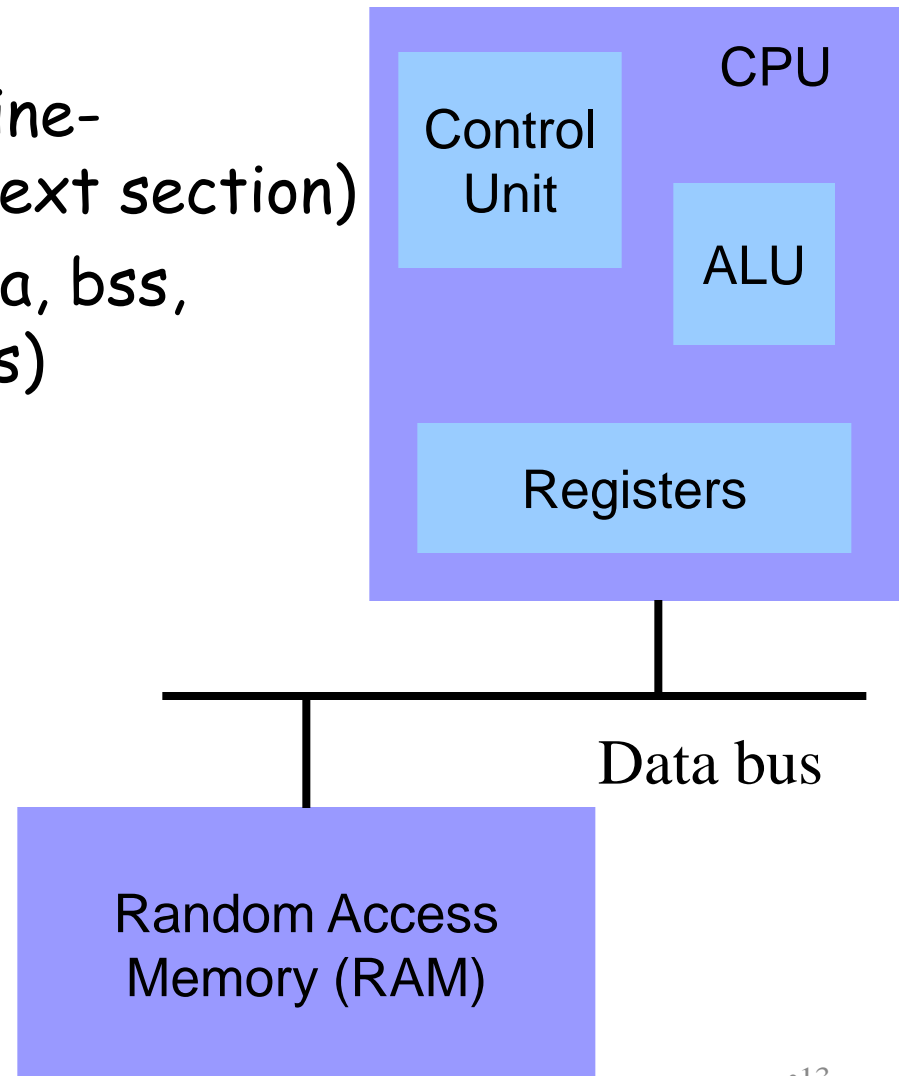 ine-
ext section)
a, bss,
s)
CPU
Control
Unit
ALU
Registers
Data bus
Random Access
Memory (RAM)